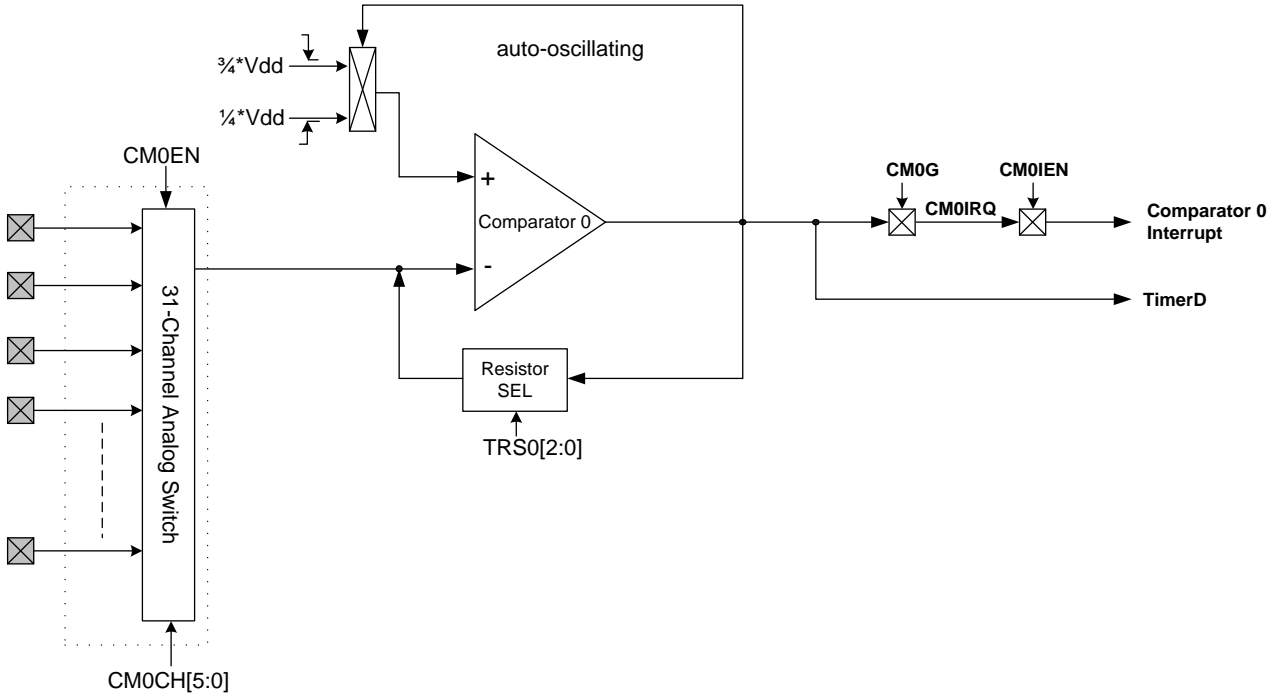 auto-oscillating
¾*Vdd
¼*Vdd
CM0EN
31-Channel Analog Switch
CM0CH[5:0]
+
Comparator 0
-
Resistor
SEL
TRS0[2:0]
CM0G
CM0IRQ
CM0IEN
Comparator 0
Interrupt
TimerD